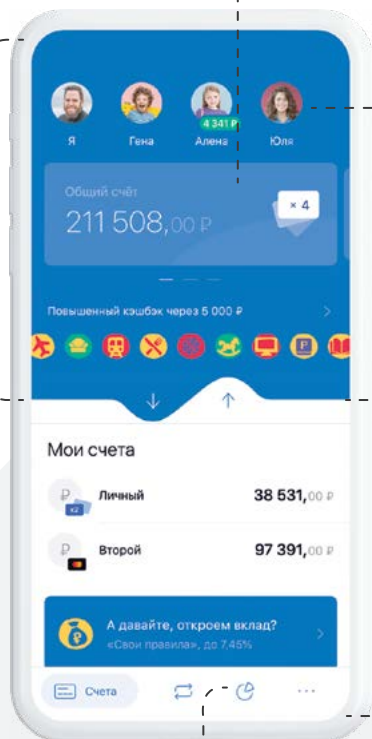 4 341 ₽
Я Гена Алена Юля
Общий счёт
211 508,00 ₽
× 4
Повышенный кэшбэк через 5 000 ₽
Мои счета
₽ x2 Личный 38 531,00 ₽
₽ Второй 97 391,00 ₽
А давайте, откроем вклад?
«Свои правила», до 7,45%
Счета